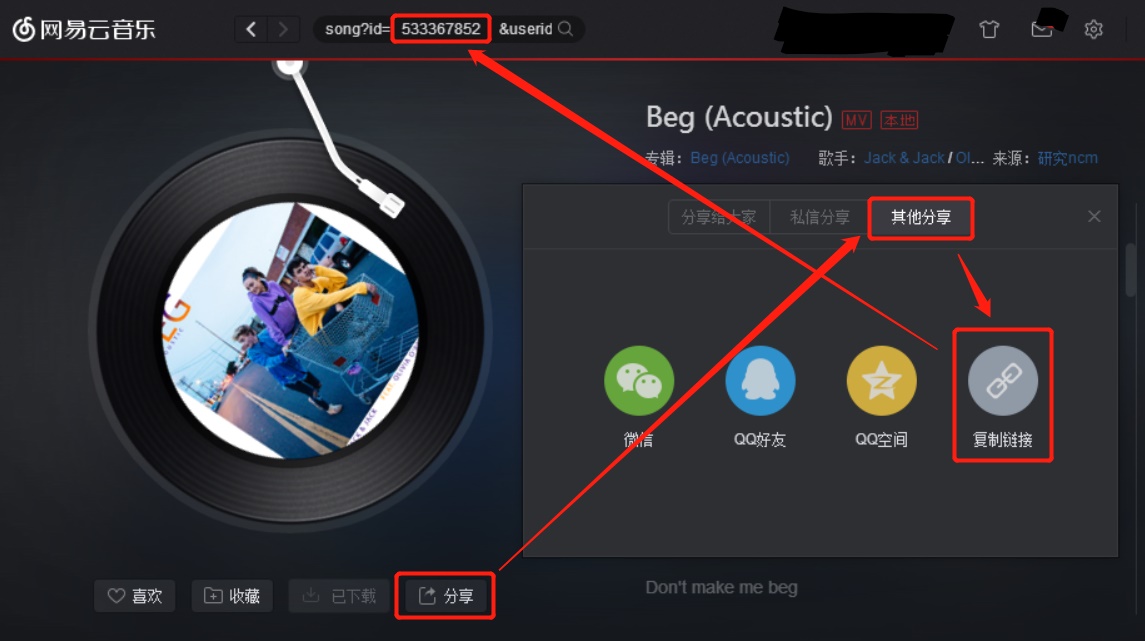 网易云音乐
song?id= 533367852 &userid
Beg (Acoustic) MV 本地
专辑: Beg (Acoustic) 歌手: Jack & Jack / Ol... 来源: 研究ncm
分享给大家 私信分享 其他分享
微信 QQ好友 QQ空间 复制链接
喜欢 收藏 已下载 分享
Don't make me beg